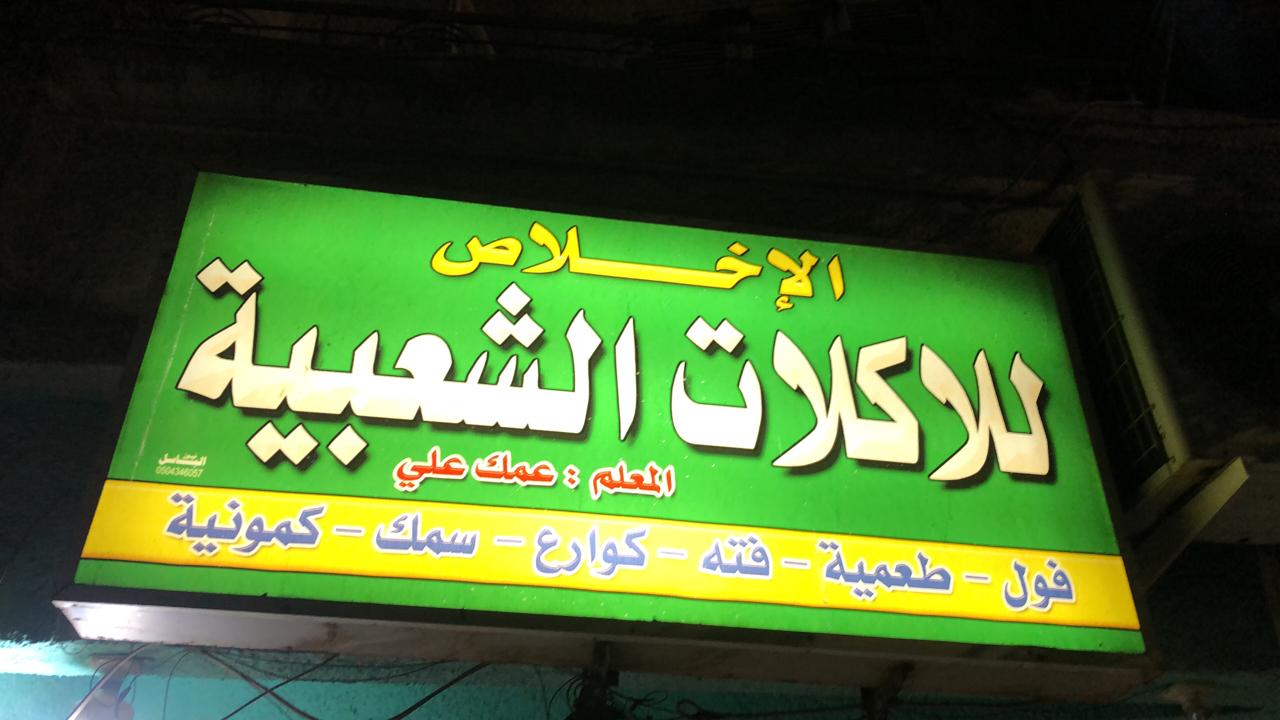 الإخلاص
للاكلات الشعبية
المعلم : عمك علي
فول - طعمية - فته - كوارع - سمك - كمونية
0504346057